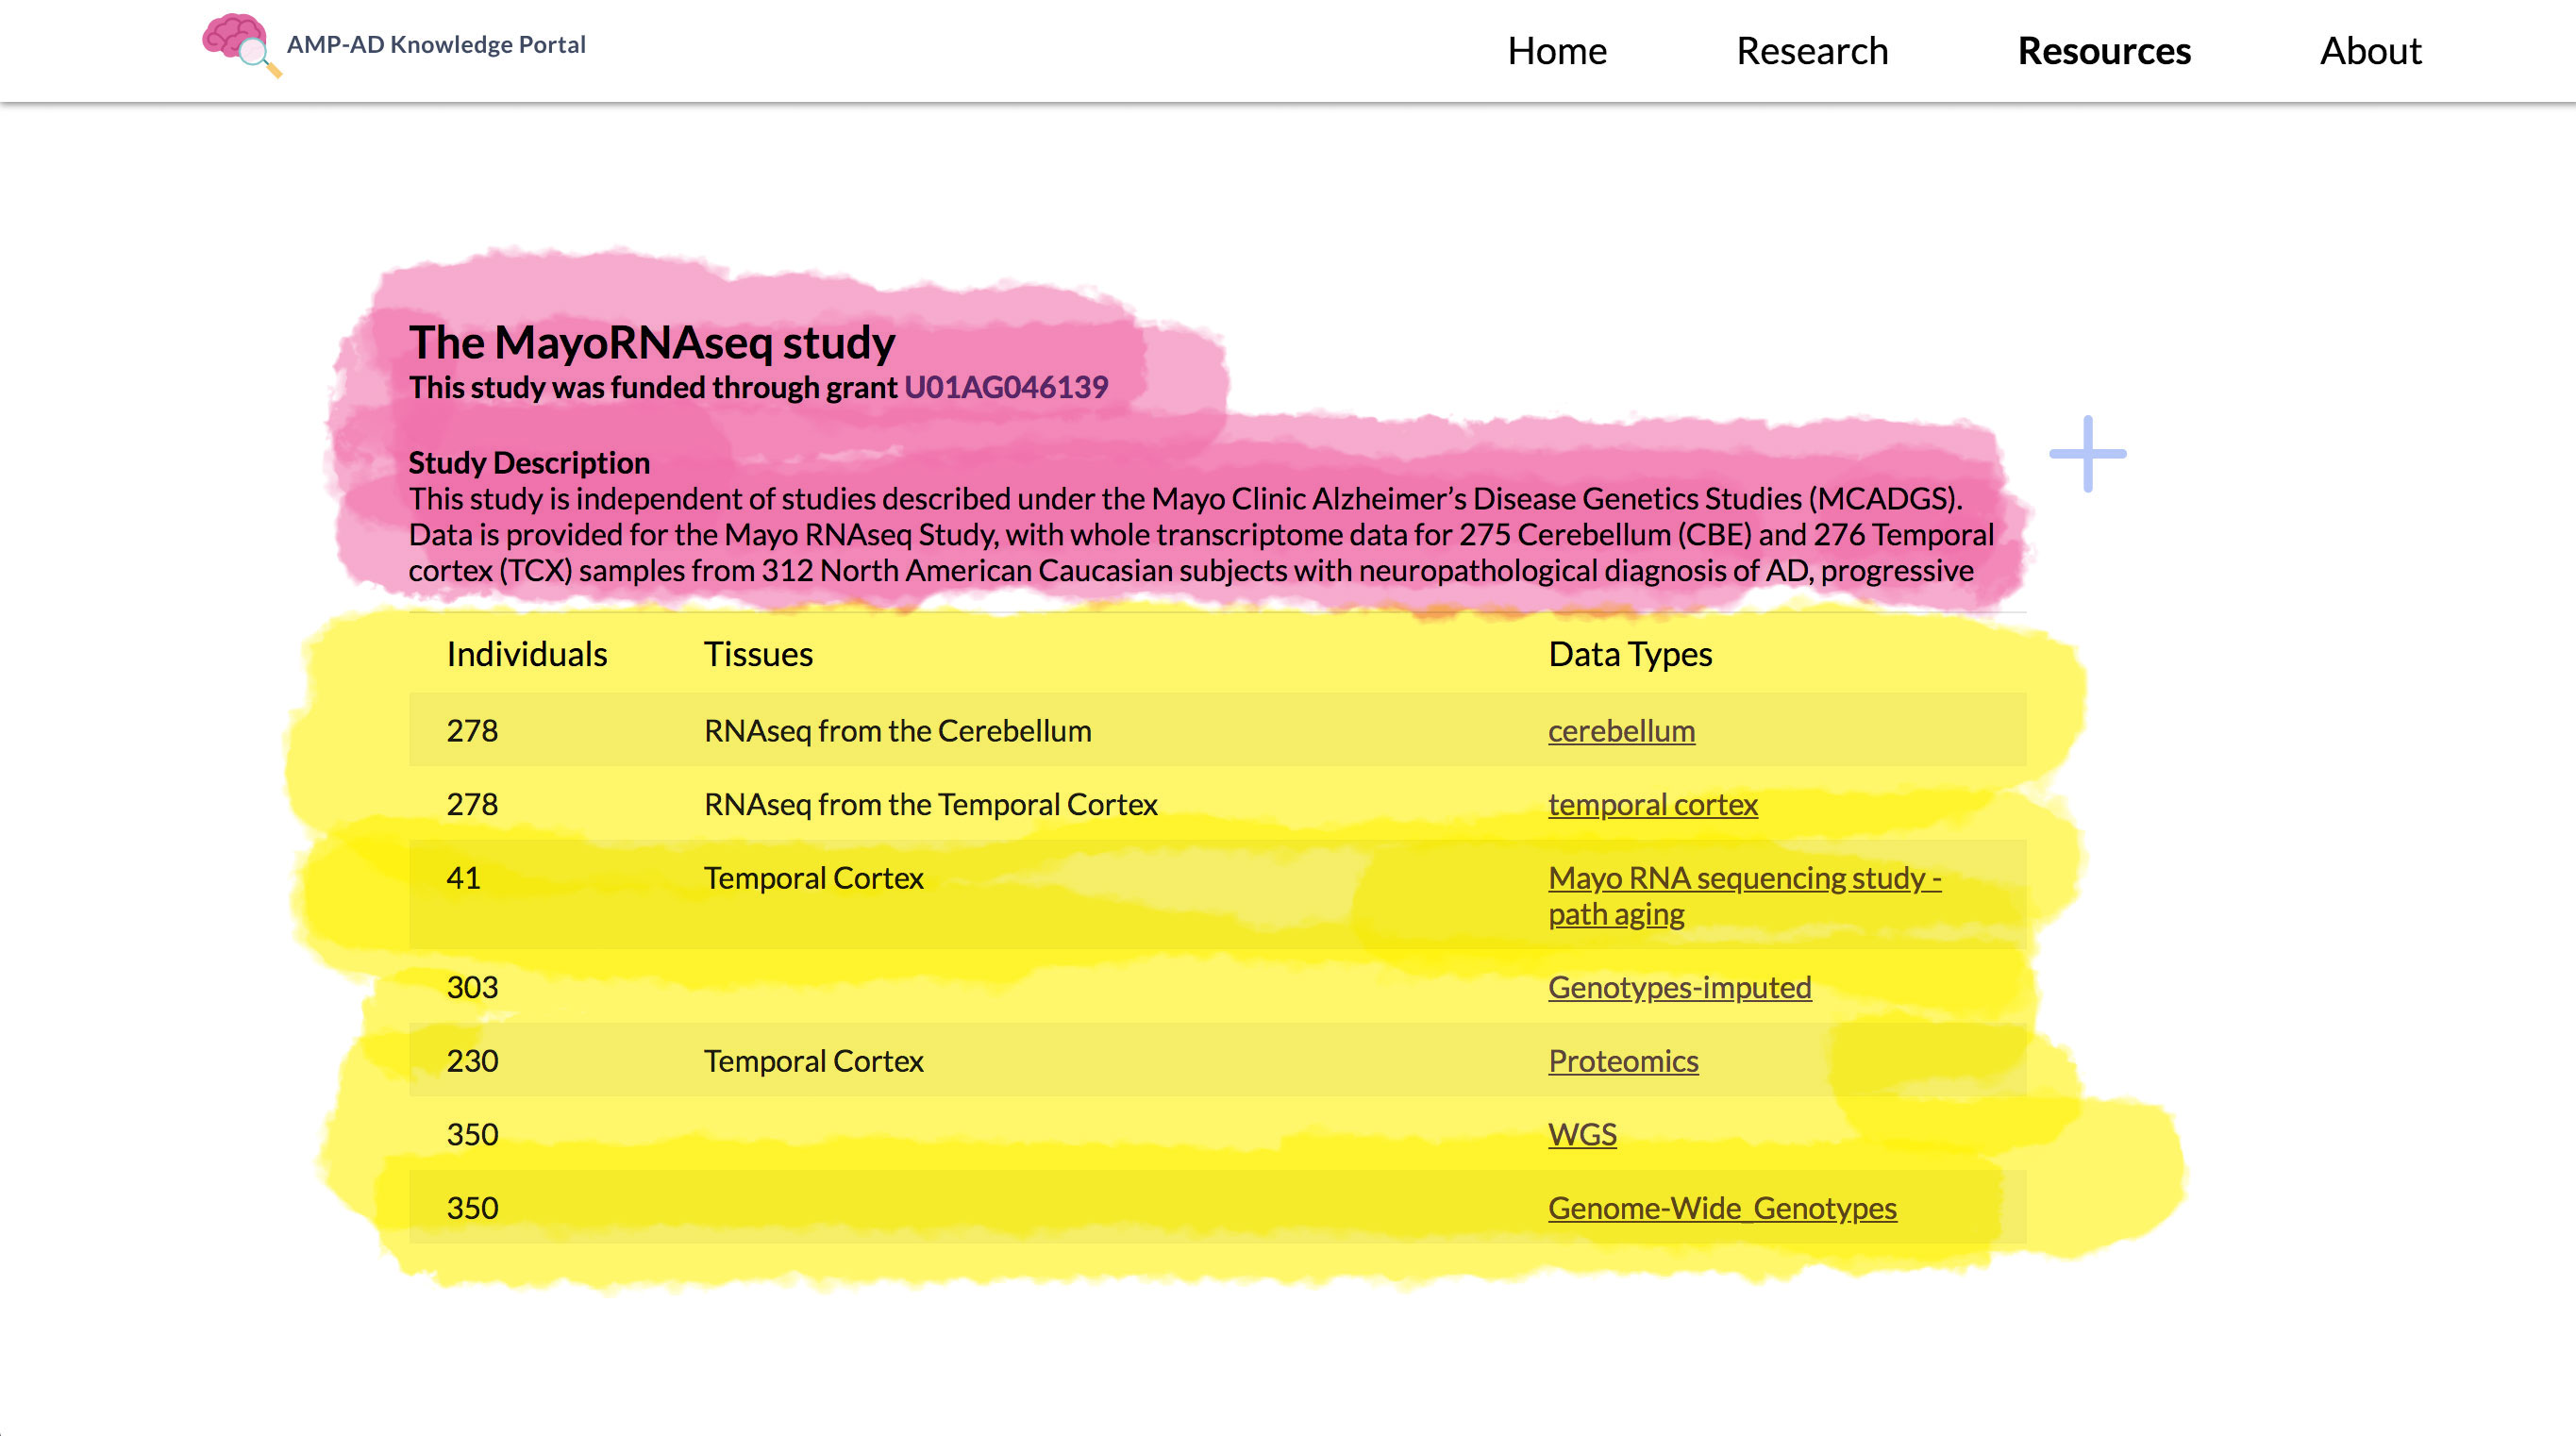 AMP-AD Knowledge Portal
Home Research Resources About
The MayoRNAseq study
This study was funded through grant U01AG046139
Study Description
This study is independent of studies described under the Mayo Clinic Alzheimer’s Disease Genetics Studies (MCADGS).
Data is provided for the Mayo RNAseq Study, with whole transcriptome data for 275 Cerebellum (CBE) and 276 Temporal
cortex (TCX) samples from 312 North American Caucasian subjects with neuropathological diagnosis of AD, progressive
Individuals Tissues Data Types
278 RNAseq from the Cerebellum cerebellum
278 RNAseq from the Temporal Cortex temporal cortex
41 Temporal Cortex Mayo RNA sequencing study -
path aging
303 Genotypes-imputed
230 Temporal Cortex Proteomics
350 WGS
350 Genome-Wide_Genotypes